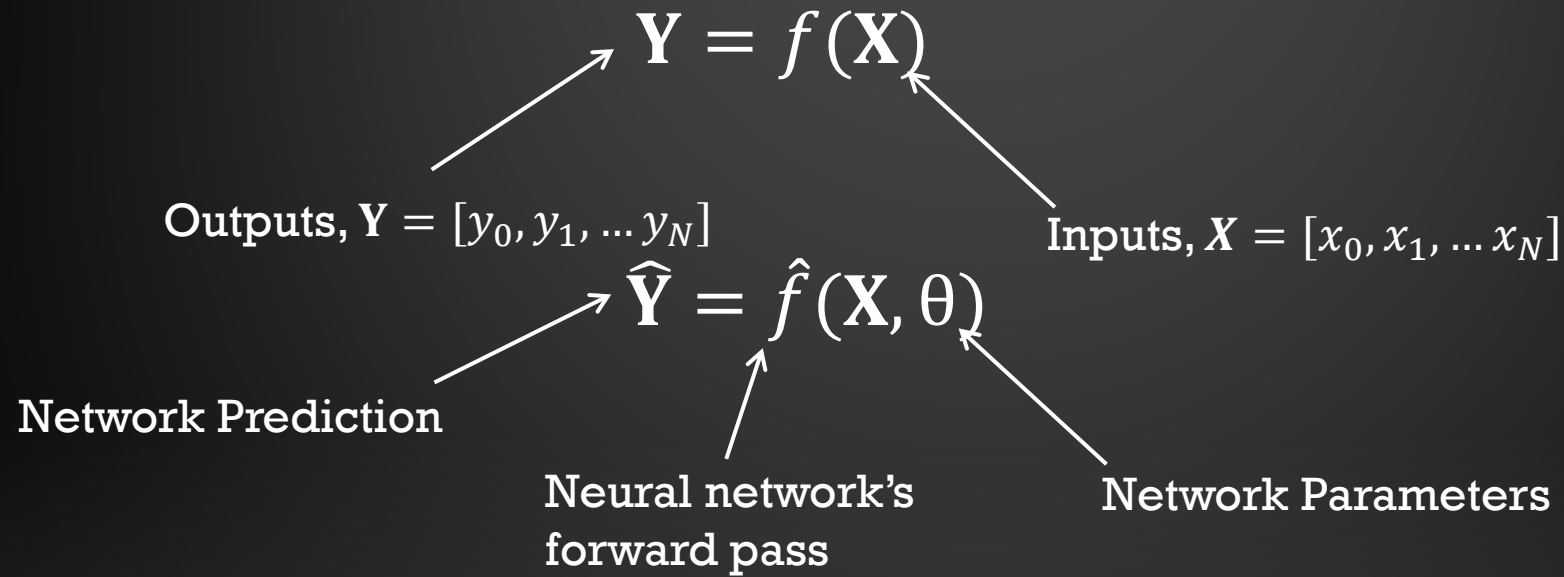 𝐘 = 𝑓(𝐗)
Outputs, 𝐘 = [𝑦₀, 𝑦₁, … 𝑦_N]
Inputs, 𝑿 = [𝑥₀, 𝑥₁, … 𝑥_N]
𝐘̂ = 𝑓̂(𝐗, θ)
Network Prediction
Neural network’s
forward pass
Network Parameters